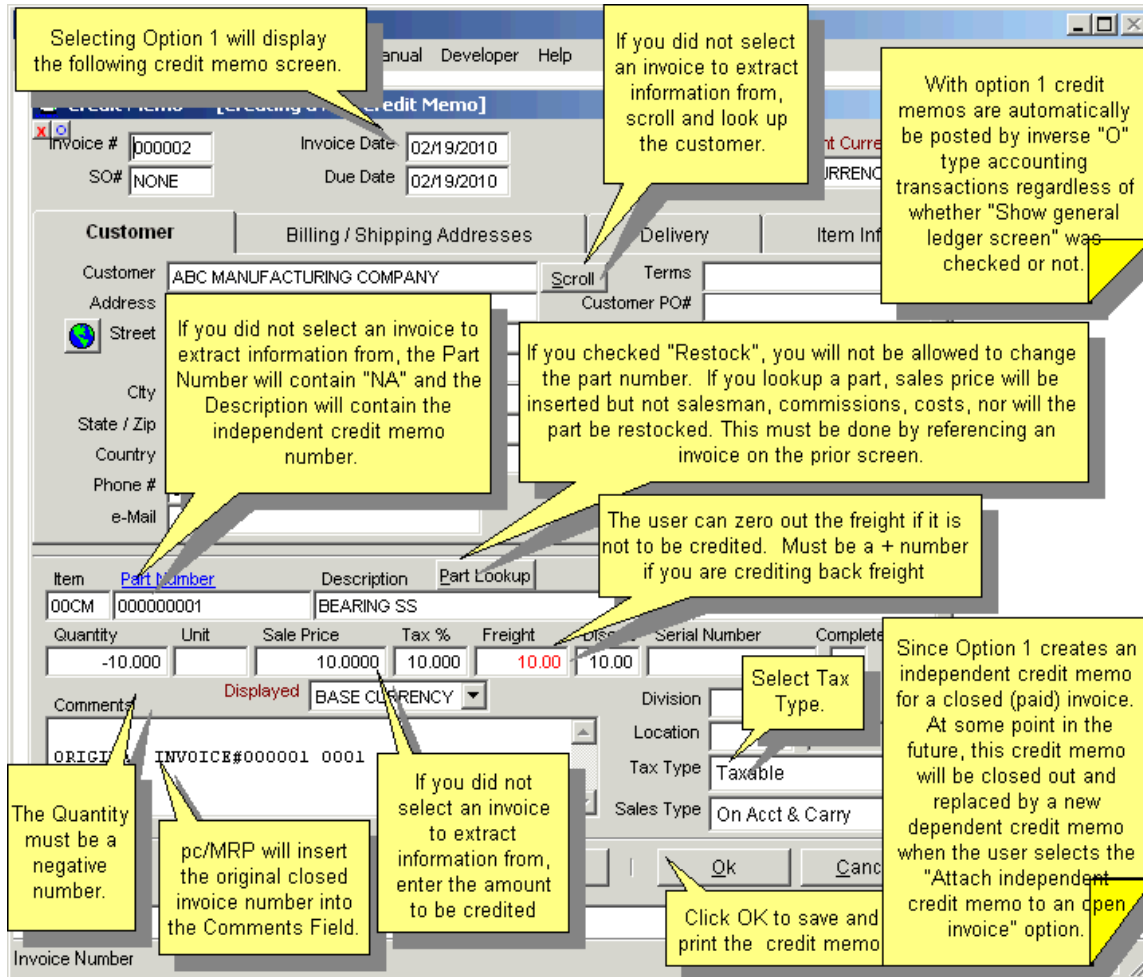 Selecting Option 1 will display
the following credit memo screen.
anual Developer Help
If you did not select
an invoice to extract
information from,
scroll and look up
the customer.
With option 1 credit
memos are automatically
be posted by inverse "O"
type accounting
transactions regardless of
whether "Show general
ledger screen" was
checked or not.
Credit Memo [Creating a Credit Memo]
Invoice # 000002 Invoice Date 02/19/2010
SO# NONE Due Date 02/19/2010
Customer Billing / Shipping Addresses Delivery Item Inf
Customer ABC MANUFACTURING COMPANY Scroll Terms
Address Customer PO#
Street
City
State / Zip
Country
Phone #
e-Mail
If you did not select an invoice to
extract information from, the Part
Number will contain "NA" and the
Description will contain the
independent credit memo
number.
If you checked "Restock", you will not be allowed to change
the part number. If you lookup a part, sales price will be
inserted but not salesman, commissions, costs, nor will the
part be restocked. This must be done by referencing an
invoice on the prior screen.
The user can zero out the freight if it is
not to be credited. Must be a + number
if you are crediting back freight
Item Part Number Description Part Lookup
00CM 000000001 BEARING SS
Quantity Unit Sale Price Tax % Freight Serial Number Complete
-10.000 10.0000 10.000 10.00 10.00
Comments Displayed BASE CURRENCY Division
Location
INVOICE#000001 0001
Tax Type Taxable
Sales Type On Acct & Carry
Select Tax
Type.
Since Option 1 creates an
independent credit memo
for a closed (paid) invoice.
At some point in the
future, this credit memo
will be closed out and
replaced by a new
dependent credit memo
when the user selects the
"Attach independent
credit memo to an open
invoice" option.
The Quantity
must be a
negative
number.
pc/MRP will insert
the original closed
invoice number into
the Comments Field.
If you did not
select an invoice
to extract
information from,
enter the amount
to be credited
Ok Canc
Click OK to save and
print the credit memo
Invoice Number